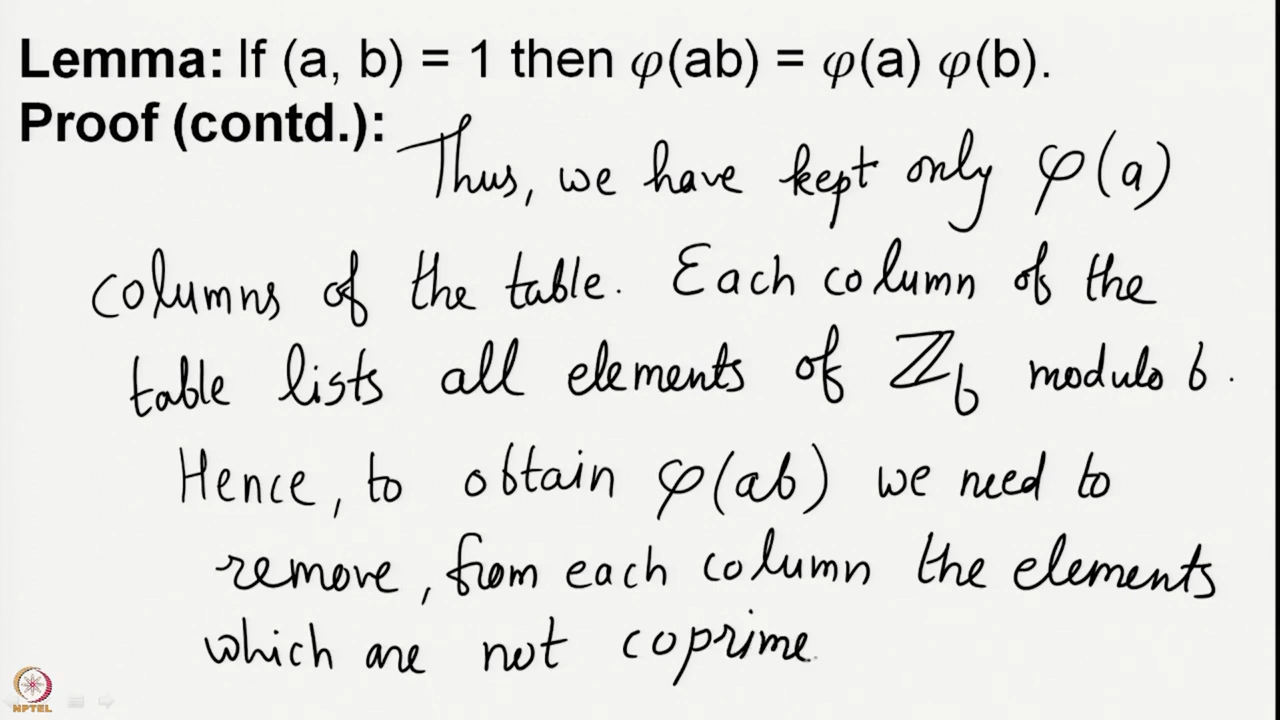 Lemma: If (a, b) = 1 then φ(ab) = φ(a) φ(b).
Proof (contd.):
Thus, we have kept only φ(a)
columns of the table. Each column of the
table lists all elements of ℤ_b modulo b.
Hence, to obtain φ(ab) we need to
remove, from each column the elements
which are not coprime
NPTEL